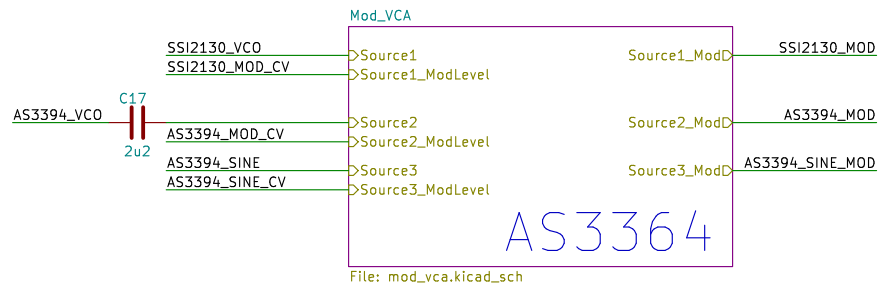 Mod_VCA
SSI2130_VCO
Source1
Source1_Mod
SSI2130_MOD
SSI2130_MOD_CV
Source1_ModLevel
C17
AS3394_VCO
Source2
Source2_Mod
AS3394_MOD
AS3394_MOD_CV
Source2_ModLevel
2u2
AS3394_SINE
Source3
Source3_Mod
AS3394_SINE_MOD
AS3394_SINE_CV
Source3_ModLevel
AS3364
File: mod_vca.kicad_sch